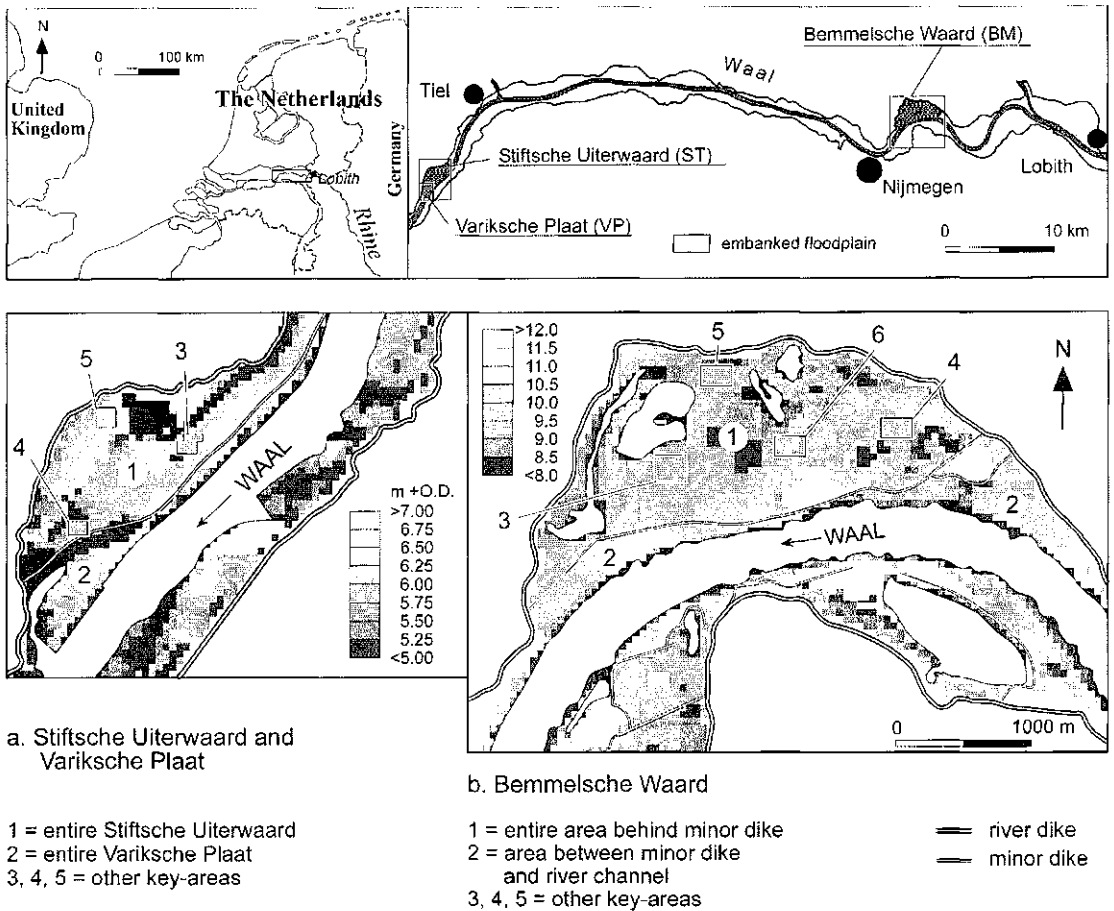 N
0 100 km
United
Kingdom
The Netherlands
Germany
Lobith
Rhine
Bemmelsche Waard (BM)
Waal
Tiel
Stiftsche Uiterwaard (ST)
Variksche Plaat (VP)
Nijmegen
Lobith
embanked floodplain
0 10 km
5
3
4
1
2
WAAL
m +O.D.
>7.00
6.75
6.50
6.25
6.00
5.75
5.50
5.25
<5.00
>12.0
11.5
11.0
10.5
10.0
9.5
9.0
8.5
<8.0
5
6
4
N
1
3
2
2
WAAL
0 1000 m
a. Stiftsche Uiterwaard and
Variksche Plaat
1 = entire Stiftsche Uiterwaard
2 = entire Variksche Plaat
3, 4, 5 = other key-areas
b. Bemmelsche Waard
1 = entire area behind minor dike
2 = area between minor dike
and river channel
3, 4, 5 = other key-areas
river dike
minor dike